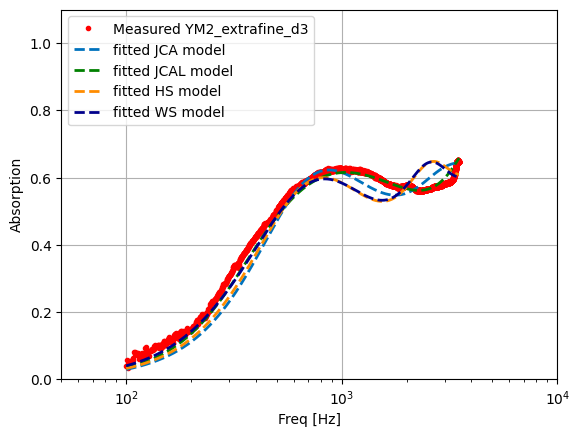 Measured YM2_extrafine_d3
fitted JCA model
fitted JCAL model
fitted HS model
fitted WS model
1.0
0.8
0.6
0.4
0.2
0.0
Absorption
10²
10³
10⁴
Freq [Hz]